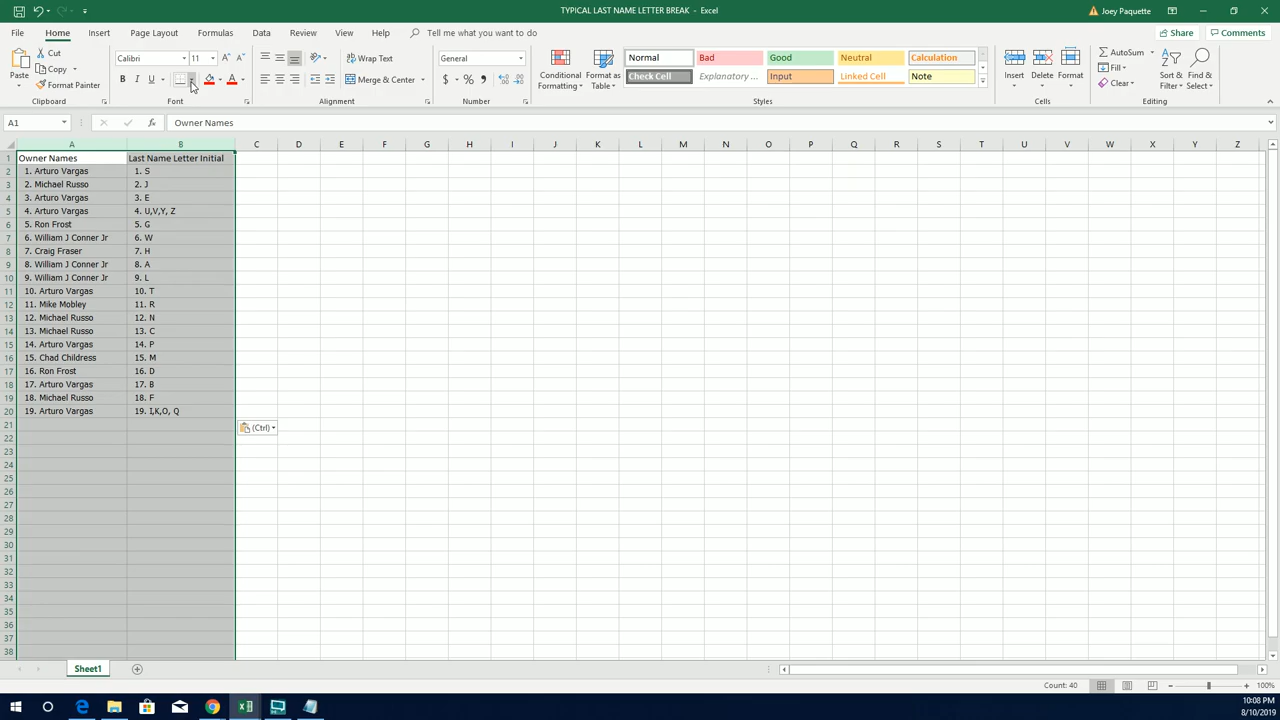 TYPICAL LAST NAME LETTER BREAK - Excel
Joey Paquette
File Home Insert Page Layout Formulas Data Review View Help Tell me what you want to do
Share Comments
Paste
Cut
Copy
Format Painter
Clipboard
Calibri 11
B I U
Font
Wrap Text
Merge & Center
Alignment
General
$ % ,
Number
Conditional Formatting
Format as Table
Normal Bad Good Neutral Calculation
Check Cell Explanatory ... Input Linked Cell Note
Styles
Insert Delete Format
Cells
AutoSum
Fill
Clear
Sort & Filter
Find & Select
Editing
A1
Owner Names
A B C D E F G H I J K L M N O P Q R S T U V W X Y Z
1 Owner Names Last Name Letter Initial
2 1. Arturo Vargas 1. S
3 2. Michael Russo 2. J
4 3. Arturo Vargas 3. E
5 4. Arturo Vargas 4. U,V,Y, Z
6 5. Ron Frost 5. G
7 6. William J Conner Jr 6. W
8 7. Craig Fraser 7. H
9 8. William J Conner Jr 8. A
10 9. William J Conner Jr 9. L
11 10. Arturo Vargas 10. T
12 11. Mike Mobley 11. R
13 12. Michael Russo 12. N
14 13. Michael Russo 13. C
15 14. Arturo Vargas 14. P
16 15. Chad Childress 15. M
17 16. Ron Frost 16. D
18 17. Arturo Vargas 17. B
19 18. Michael Russo 18. F
20 19. Arturo Vargas 19. I,K,O, Q
21
(Ctrl)
22
23
24
25
26
27
28
29
30
31
32
33
34
35
36
37
38
Sheet1
Count: 40
100%
10:08 PM
8/10/2019